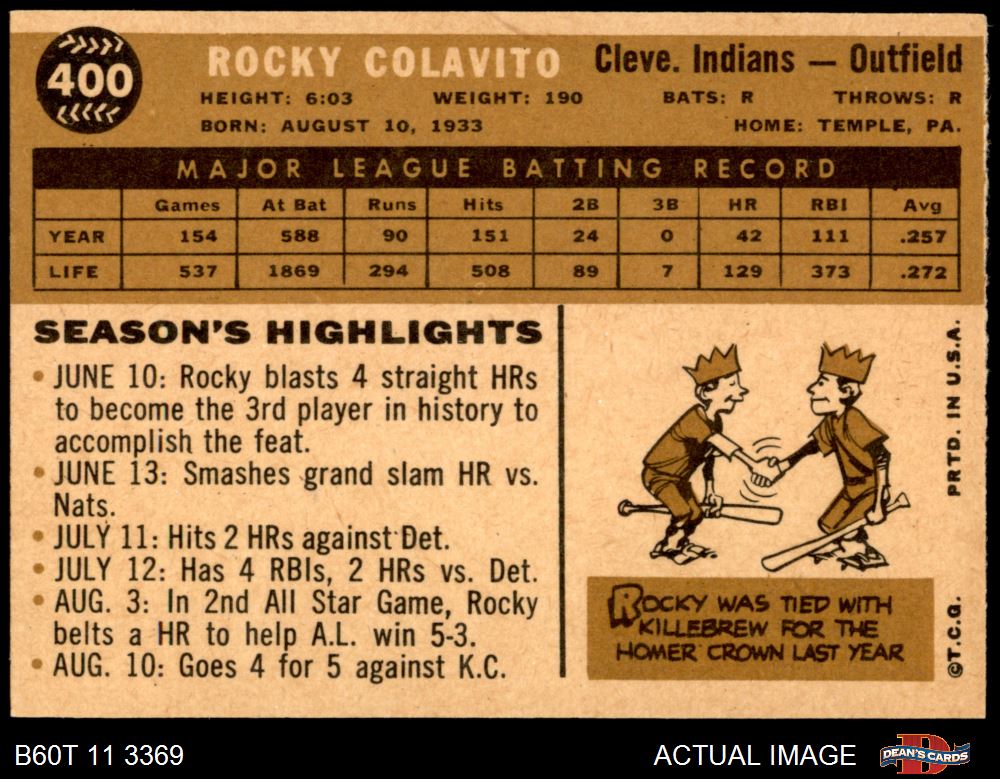 400
ROCKY COLAVITO Cleve. Indians — Outfield
HEIGHT: 6:03 WEIGHT: 190 BATS: R THROWS: R
BORN: AUGUST 10, 1933 HOME: TEMPLE, PA.
MAJOR LEAGUE BATTING RECORD
Games At Bat Runs Hits 2B 3B HR RBI Avg
YEAR 154 588 90 151 24 0 42 111 .257
LIFE 537 1869 294 508 89 7 129 373 .272
SEASON'S HIGHLIGHTS
• JUNE 10: Rocky blasts 4 straight HRs
to become the 3rd player in history to
accomplish the feat.
• JUNE 13: Smashes grand slam HR vs.
Nats.
• JULY 11: Hits 2 HRs against Det.
• JULY 12: Has 4 RBIs, 2 HRs vs. Det.
• AUG. 3: In 2nd All Star Game, Rocky
belts a HR to help A.L. win 5-3.
• AUG. 10: Goes 4 for 5 against K.C.
ROCKY WAS TIED WITH
KILLEBREW FOR THE
HOMER CROWN LAST YEAR
©T.C.G. PRTD. IN U.S.A.
B60T 11 3369 ACTUAL IMAGE
DEAN'S CARDS